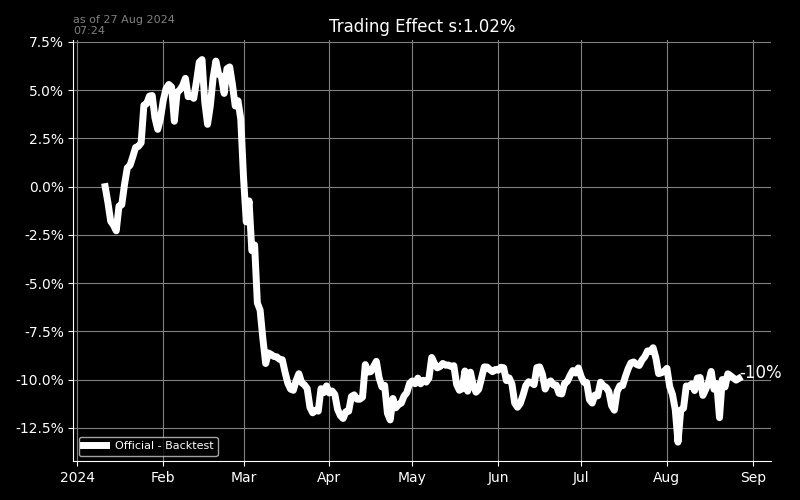 as of 27 Aug 2024
07:24
Trading Effect s:1.02%
7.5%
5.0%
2.5%
0.0%
-2.5%
-5.0%
-7.5%
-10.0%
-12.5%
-10%
Official - Backtest
2024 Feb Mar Apr May Jun Jul Aug Sep